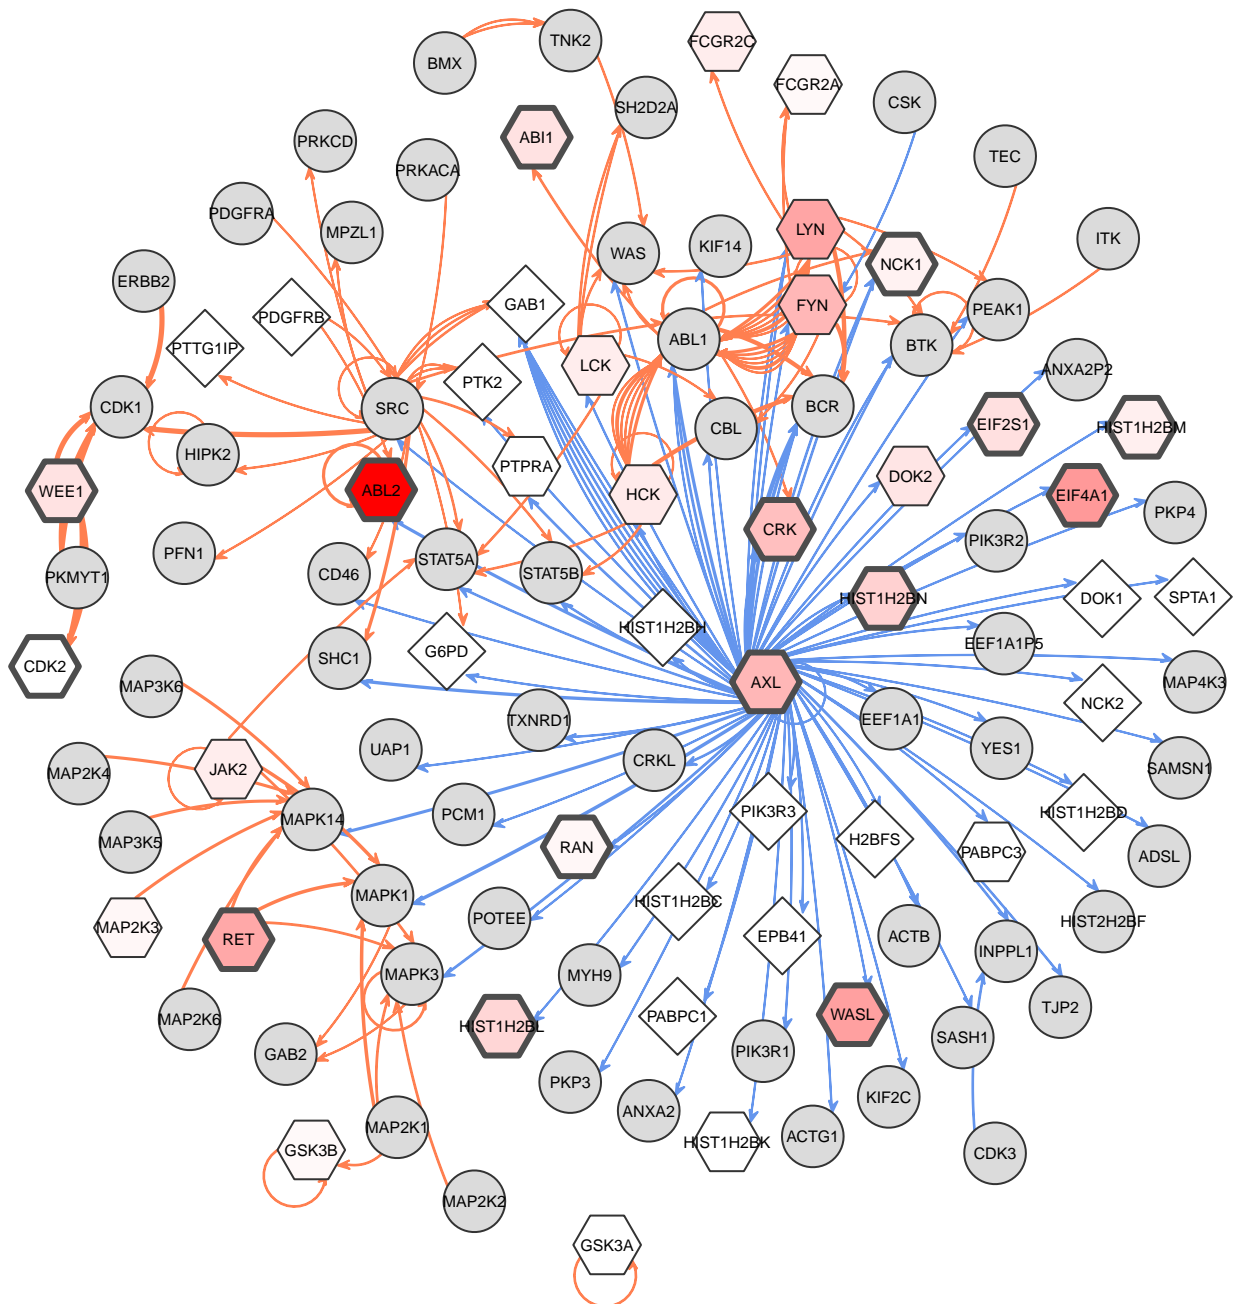 TNK2
FCGR2C
BMX
FCGR2A
CSK
SH2D2A
ABI1
PRKCD
TEC
PRKACA
PDGFRA
MPZL1
LYN
ITK
WAS
KIF14
NCK1
ERBB2
GAB1
FYN
PEAK1
PDGFRB
PTTG1IP
ABL1
BTK
LCK
ANXA2P2
PTK2
CDK1
SRC
BCR
EIF2S1
HIST1H2BM
CBL
HIPK2
PTPRA
DOK2
WEE1
ABL2
HCK
EIF4A1
PKP4
CRK
PIK3R2
PFN1
STAT5A
CD46
STAT5B
PKMYT1
HIST1H2BN
DOK1
SPTA1
HIST1H2BH
EEF1A1P5
G6PD
SHC1
CDK2
AXL
MAP4K3
MAP3K6
NCK2
TXNRD1
EEF1A1
UAP1
YES1
CRKL
SAMSN1
JAK2
MAP2K4
PIK3R3
HIST1H2BD
PCM1
MAPK14
H2BFS
MAP3K5
RAN
PABPC3
ADSL
MAPK1
HIST1H2BC
POTEE
HIST2H2BF
MAP2K3
RET
EPB41
ACTB
INPPL1
MAPK3
MYH9
TJP2
WASL
PABPC1
MAP2K6
HIST1H2BL
SASH1
PIK3R1
GAB2
PKP3
KIF2C
ANXA2
MAP2K1
ACTG1
HIST1H2BK
GSK3B
CDK3
MAP2K2
GSK3A